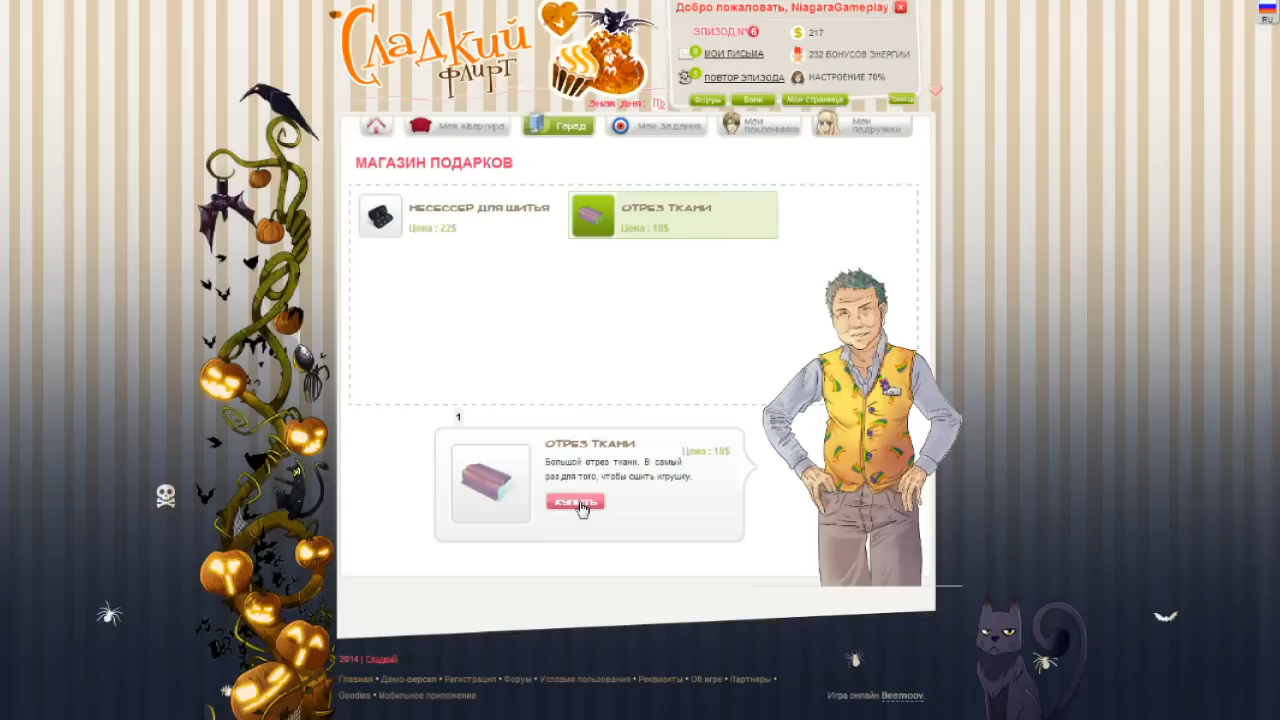 Сладкий
флирт
Знак дня:
Добро пожаловать, NiagaraGameplay
ЭПИЗОД №6
217
0 МОИ ПИСЬМА
232 БОНУСОВ ЭНЕРГИИ
ПОВТОР ЭПИЗОДА
НАСТРОЕНИЕ 70%
Форум
Банк
Моя страница
Помощь
RU
Моя квартира
Город
Мои задания
Мои поклонники
Мои подружки
МАГАЗИН ПОДАРКОВ
НЕСЕССЕР ДЛЯ ШИТЬЯ
Цена : 22$
ОТРЕЗ ТКАНИ
Цена : 18$
1
ОТРЕЗ ТКАНИ
Цена : 18$
Большой отрез ткани. В самый
раз для того, чтобы сшить игрушку.
КУПИТЬ
2014 | Сладкий
Главная • Демо-версия • Регистрация • Форум • Условия пользования • Реквизиты • Об игре • Партнеры •
Goodies • Мобильное приложение
Игра онлайн Beemoov.